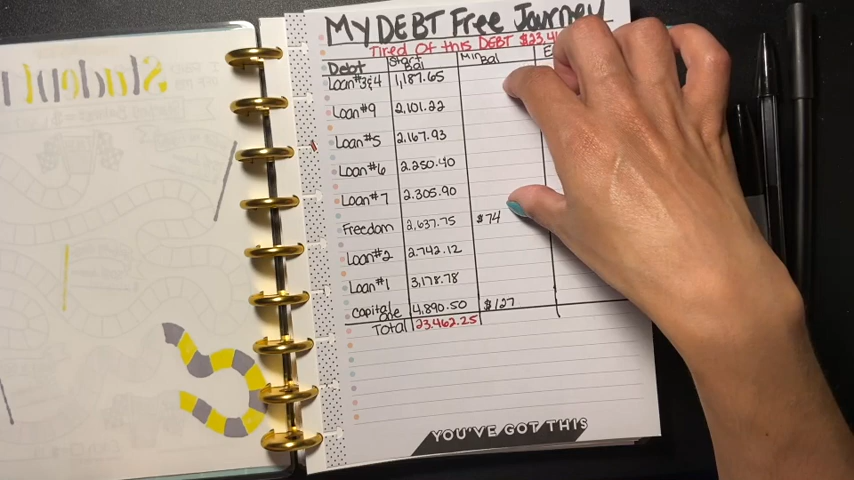 MY DEBT Free Journey
Tired Of this DEBT $23,4
Debt Start Bal Min Bal E
Loan#3&4 1,187.65
Loan#9 2,101.22
Loan#5 2,167.93
Loan#6 2,250.40
Loan#7 2,305.90
Freedom 2,637.75 $74
Loan#2 2,742.12
Loan#1 3,178.78
Capital one 4,890.50 $127
Total 23,462.25
YOU'VE GOT THIS